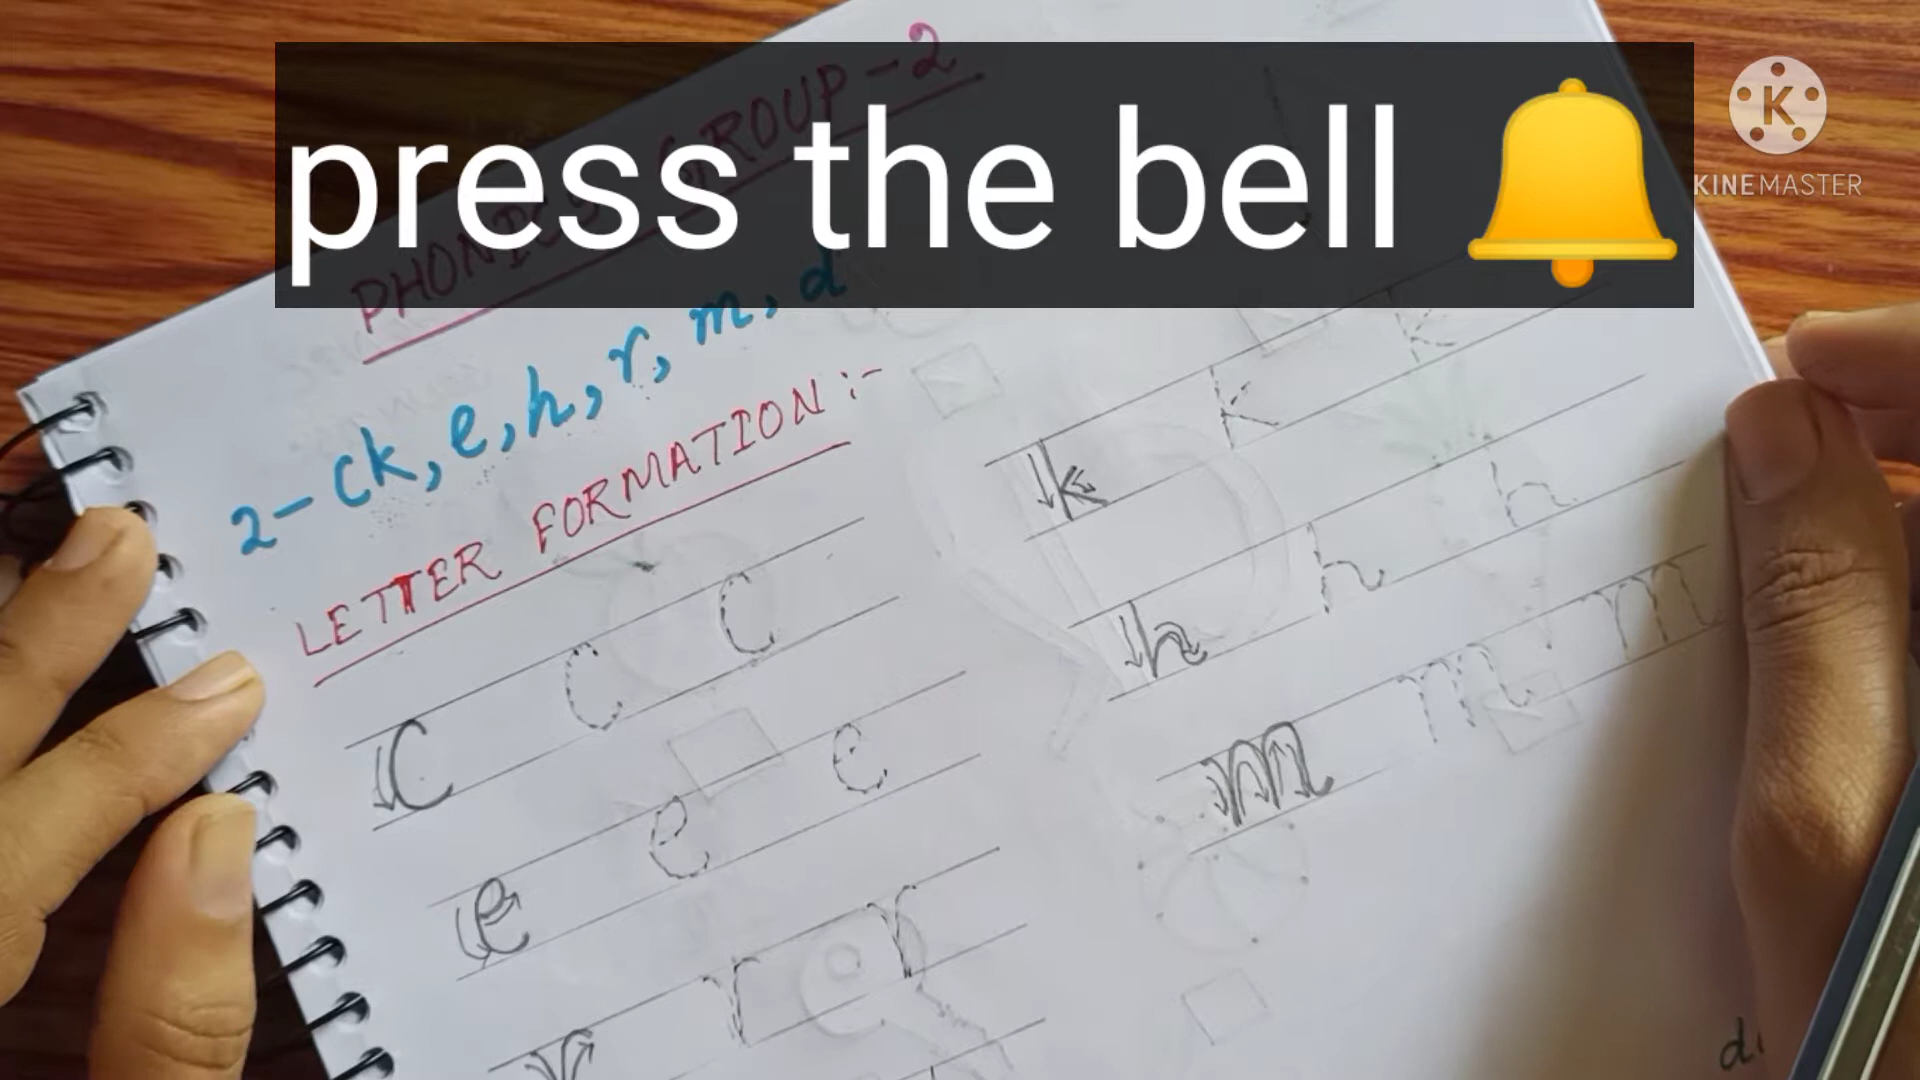 press the bell 🔔
KINEMASTER
PHONICS GROUP-2
2-ck, e, h, r, m, d
LETTER FORMATION:-
c c c
e e e
r r r
k k k
h h h
m m m